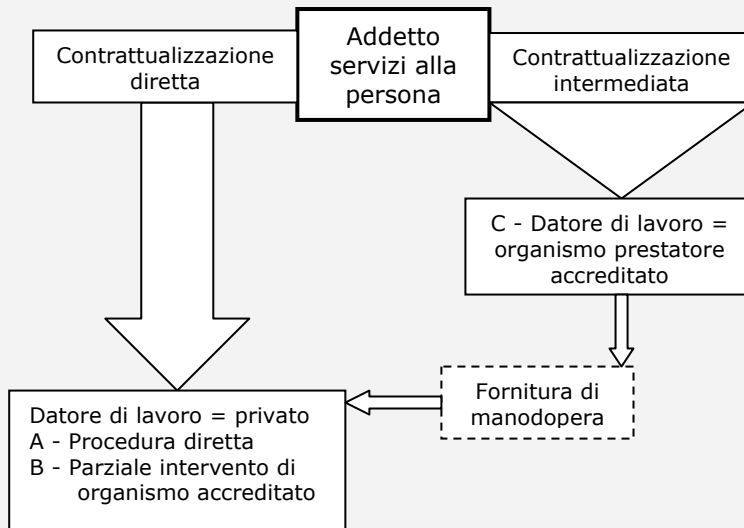 Contrattualizzazione
diretta
Addetto
servizi alla
persona
Contrattualizzazione
intermediata
C - Datore di lavoro =
organismo prestatore
accreditato
Fornitura di
manodopera
Datore di lavoro = privato
A - Procedura diretta
B - Parziale intervento di
organismo accreditato